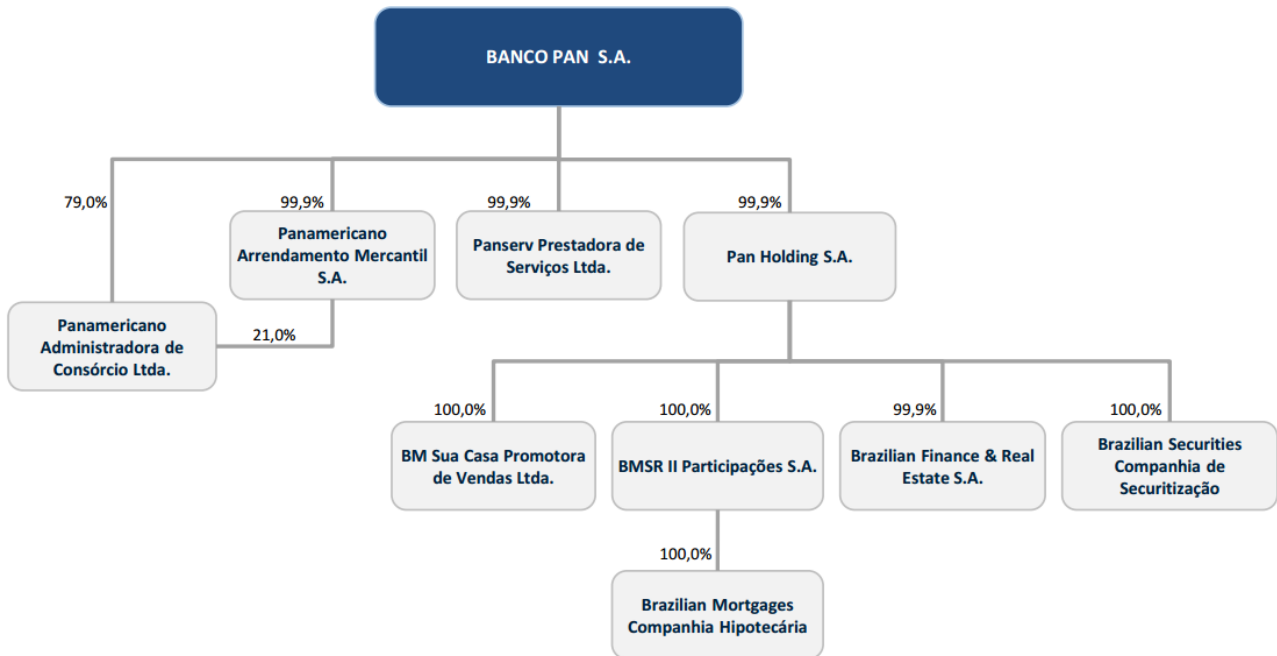 BANCO PAN S.A.
79,0%
99,9%
99,9%
99,9%
Panamericano
Arrendamento Mercantil
S.A.
Panserv Prestadora de
Serviços Ltda.
Pan Holding S.A.
Panamericano
Administradora de
Consórcio Ltda.
21,0%
100,0%
100,0%
99,9%
100,0%
BM Sua Casa Promotora
de Vendas Ltda.
BMSR II Participações S.A.
Brazilian Finance & Real
Estate S.A.
Brazilian Securities
Companhia de
Securitização
100,0%
Brazilian Mortgages
Companhia Hipotecária